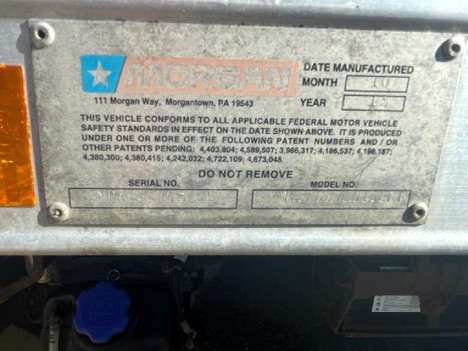 MORGAN
DATE MANUFACTURED
MONTH 10
YEAR
111 Morgan Way, Morgantown, PA 19543
THIS VEHICLE CONFORMS TO ALL APPLICABLE FEDERAL MOTOR VEHICLE
SAFETY STANDARDS IN EFFECT ON THE DATE SHOWN ABOVE. IT IS PRODUCED
UNDER ONE OR MORE OF THE FOLLOWING PATENT NUMBERS AND / OR
OTHER PATENTS PENDING: 4,403,804; 4,589,507; 3,986,317; 4,186,537; 4,198,187;
4,380,300; 4,380,415; 4,242,032; 4,722,109; 4,673,048.
DO NOT REMOVE
SERIAL NO. MODEL NO.